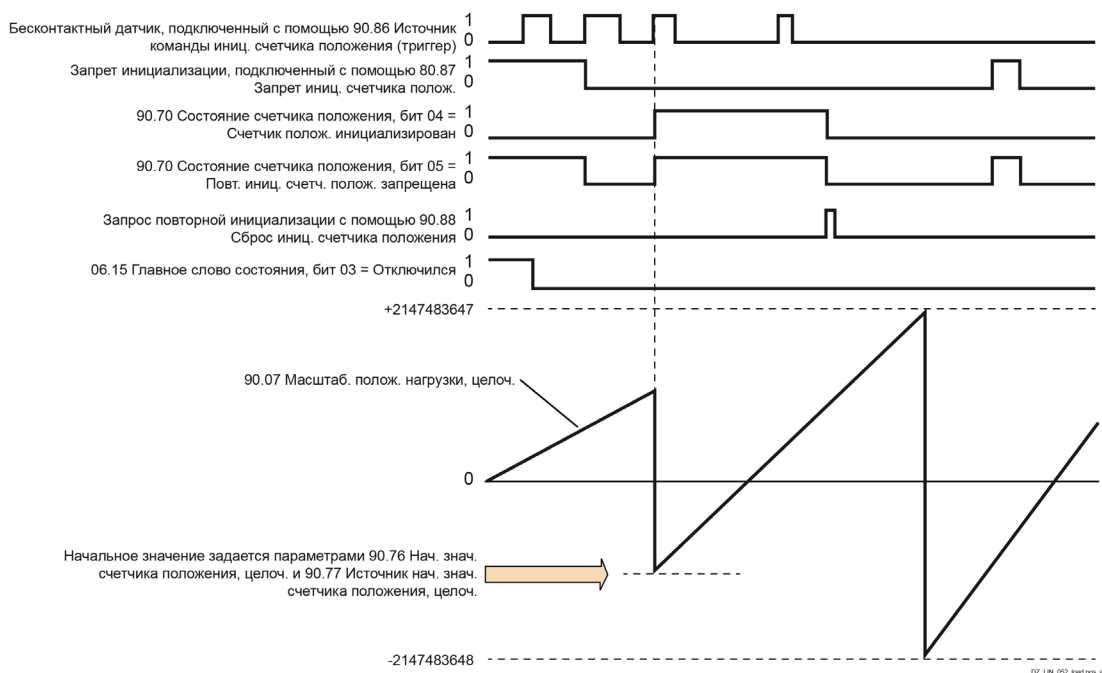 Бесконтактный датчик, подключенный с помощью 90.86 Источник 1
команды иниц. счетчика положения (триггер) 0
Запрет инициализации, подключенный с помощью 80.87 1
Запрет иниц. счетчика полож. 0
90.70 Состояние счетчика положения, бит 04 = 1
Счетчик полож. инициализирован 0
90.70 Состояние счетчика положения, бит 05 = 1
Повт. иниц. счетч. полож. запрещена 0
Запрос повторной инициализации с помощью 90.88 1
Сброс иниц. счетчика положения 0
06.15 Главное слово состояния, бит 03 = Отключился 1
0
+2147483647
90.07 Масштаб. полож. нагрузки, целоч.
0
Начальное значение задается параметрами 90.76 Нач. знач.
счетчика положения, целоч. и 90.77 Источник нач. знач.
счетчика положения, целоч.
-2147483648